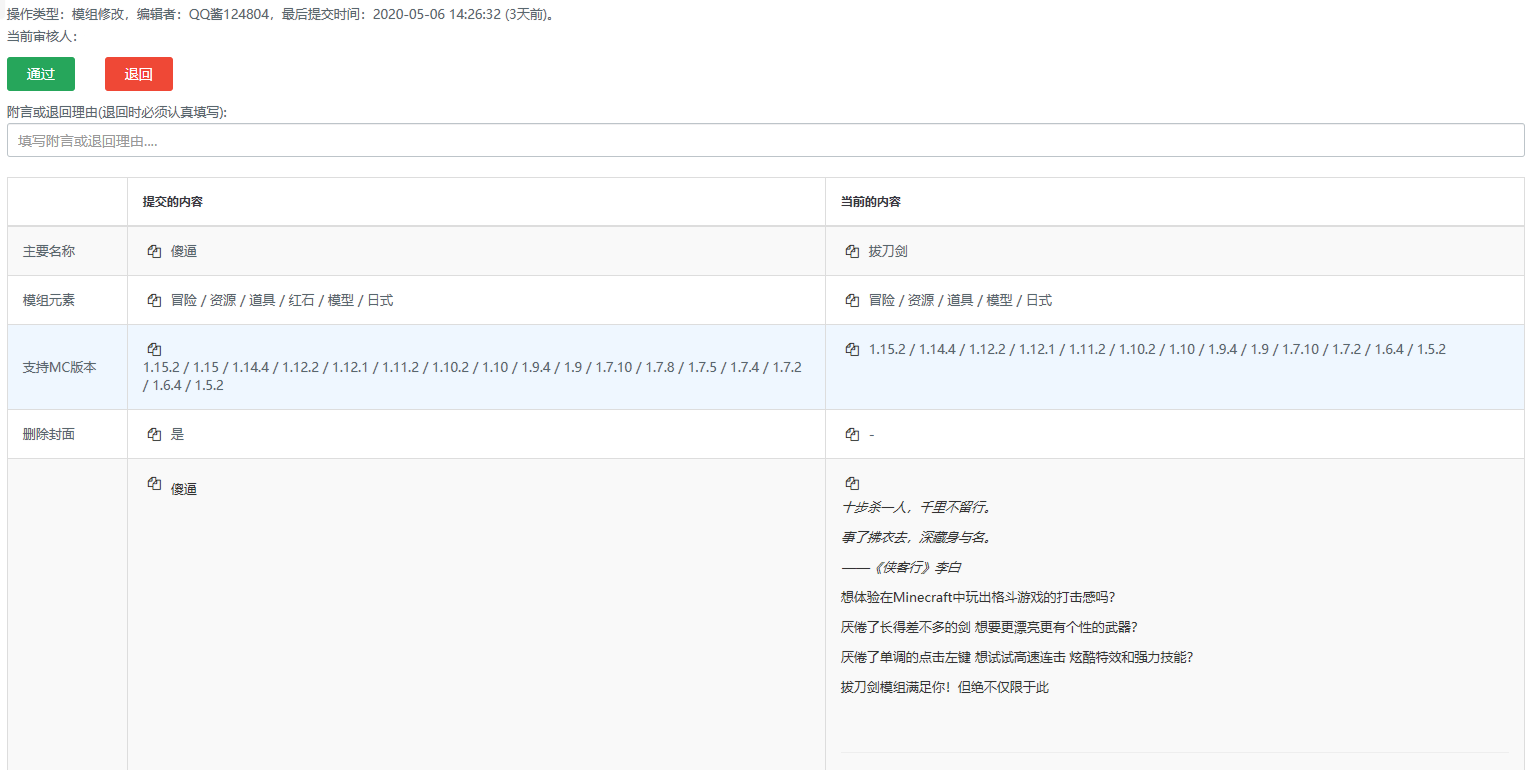 操作类型：模组修改，编辑者：QQ酱124804，最后提交时间：2020-05-06 14:26:32 (3天前)。
当前审核人：
通过 退回
附言或退回理由(退回时必须认真填写):
填写附言或退回理由....
提交的内容 当前的内容
主要名称 傻逼 拔刀剑
模组元素 冒险 / 资源 / 道具 / 红石 / 模型 / 日式 冒险 / 资源 / 道具 / 模型 / 日式
支持MC版本
1.15.2 / 1.15 / 1.14.4 / 1.12.2 / 1.12.1 / 1.11.2 / 1.10.2 / 1.10 / 1.9.4 / 1.9 / 1.7.10 / 1.7.8 / 1.7.5 / 1.7.4 / 1.7.2
/ 1.6.4 / 1.5.2
1.15.2 / 1.14.4 / 1.12.2 / 1.12.1 / 1.11.2 / 1.10.2 / 1.10 / 1.9.4 / 1.9 / 1.7.10 / 1.7.2 / 1.6.4 / 1.5.2
删除封面 是 -
傻逼
十步杀一人，千里不留行。
事了拂衣去，深藏身与名。
——《侠客行》李白
想体验在Minecraft中玩出格斗游戏的打击感吗?
厌倦了长得差不多的剑 想要更漂亮更有个性的武器?
厌倦了单调的点击左键 想试试高速连击 炫酷特效和强力技能?
拔刀剑模组满足你！但绝不仅限于此